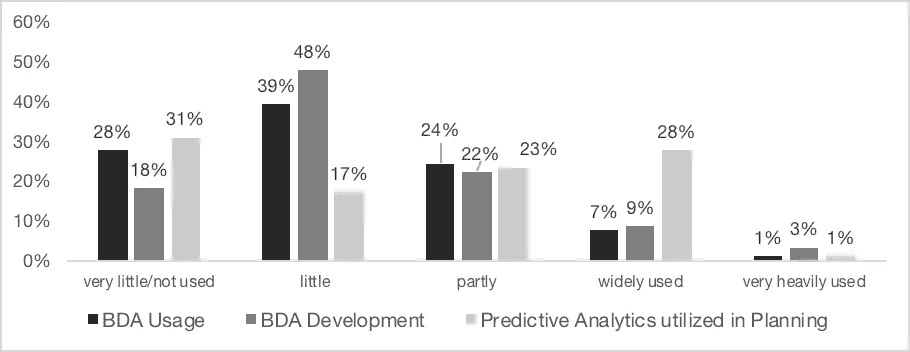 60%
50%
40%
30%
20%
10%
0%
28%
18%
31%
39%
48%
17%
24%
22%
23%
7%
9%
28%
1%
3%
1%
very little/not used
little
partly
widely used
very heavily used
BDA Usage
BDA Development
Predictive Analytics utilized in Planning